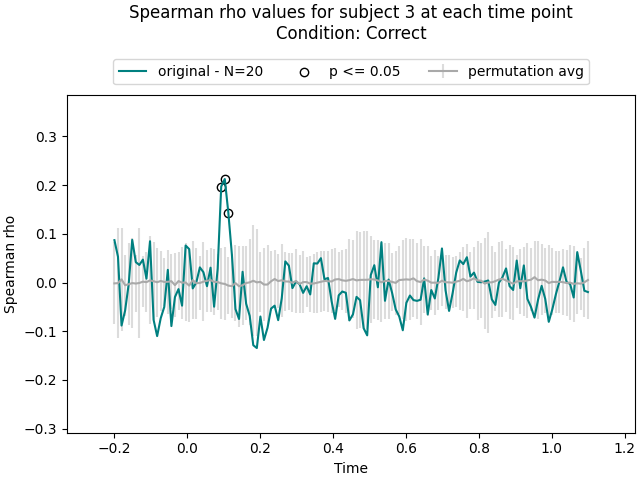 Spearman rho values for subject 3 at each time point
Condition: Correct
original - N=20 p <= 0.05 permutation avg
0.3
0.2
0.1
0.0
−0.1
−0.2
−0.3
Spearman rho
−0.2 0.0 0.2 0.4 0.6 0.8 1.0 1.2
Time